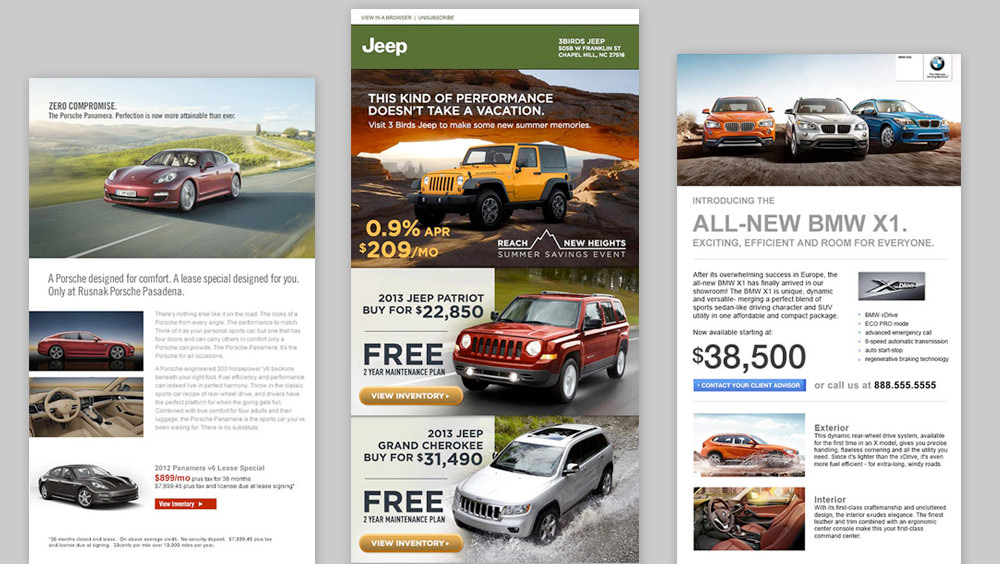 ZERO COMPROMISE.
The Porsche Panamera. Perfection is now more attainable than ever.
A Porsche designed for comfort. A lease special designed for you.
Only at Rusnak Porsche Pasadena.
There's nothing else like it on the road. The looks of a
Porsche from every angle. The performance to match.
Think of it as your personal sports car, but one that has
four doors and can carry others in comfort only a
Porsche can provide. The Porsche Panamera. It's the
Porsche for all occasions.
A Porsche-engineered 300 horsepower V6 beckons
beneath your right foot. Fuel efficiency and performance
can indeed live in perfect harmony. Throw in the classic
sports car recipe of rear-wheel drive, and drivers have
the perfect platform for when the going gets fun.
Combined with true comfort for four adults and their
luggage, the Porsche Panamera is the sports car you've
been waiting for. There is no substitute.
2012 Panamera v6 Lease Special
$899/mo plus tax for 36 months
$7,899.45 plus tax and license due at lease signing*
View Inventory
*36 months closed end lease. On above average credit. No security deposit. $7,899.45 plus tax
and license due at signing. 30cents per mile over 10,000 miles per year.
VIEW IN A BROWSER | UNSUBSCRIBE
Jeep
3BIRDS JEEP
505B W FRANKLIN ST
CHAPEL HILL, NC 27516
THIS KIND OF PERFORMANCE
DOESN'T TAKE A VACATION.
Visit 3 Birds Jeep to make some new summer memories.
0.9% APR
$209/MO
REACH NEW HEIGHTS
SUMMER SAVINGS EVENT
2013 JEEP PATRIOT
BUY FOR $22,850
FREE
2 YEAR MAINTENANCE PLAN
VIEW INVENTORY
2013 JEEP
GRAND CHEROKEE
BUY FOR $31,490
FREE
2 YEAR MAINTENANCE PLAN
VIEW INVENTORY
BMW
The Ultimate
Driving Machine
INTRODUCING THE
ALL-NEW BMW X1.
EXCITING, EFFICIENT AND ROOM FOR EVERYONE.
After its overwhelming success in Europe, the
all-new BMW X1 has finally arrived in our
showroom! The BMW X1 is unique, dynamic
and versatile- merging a perfect blend of
sports sedan-like driving character and SUV
utility in one affordable and compact package.
Now available starting at:
$38,500
CONTACT YOUR CLIENT ADVISOR
or call us at 888.555.5555
xDrive
BMW xDrive
ECO PRO mode
advanced emergency call
8-speed automatic transmission
auto start-stop
regenerative braking technology
Exterior
This dynamic rear-wheel drive system, available
for the first time in an X model, gives you precise
handling, flawless cornering and all the utility you
need. Since it's lighter than the xDrive, it's even
more fuel efficient - for extra-long, windy roads.
Interior
With its first-class craftsmanship and uncluttered
design, the interior exudes elegance. The finest
leather and trim combined with an ergonomic
center console make this your first-class
command center.